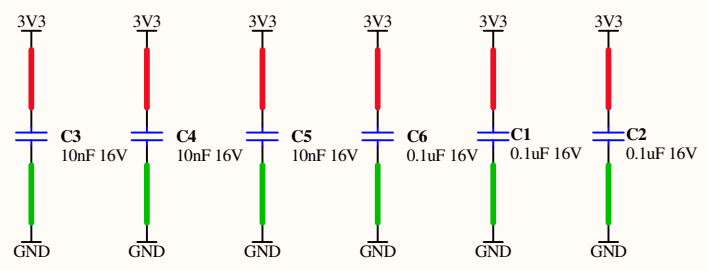 3V3 3V3 3V3 3V3 3V3 3V3
C3 C4 C5 C6 C1 C2
10nF 16V 10nF 16V 10nF 16V 0.1uF 16V 0.1uF 16V 0.1uF 16V
GND GND GND GND GND GND